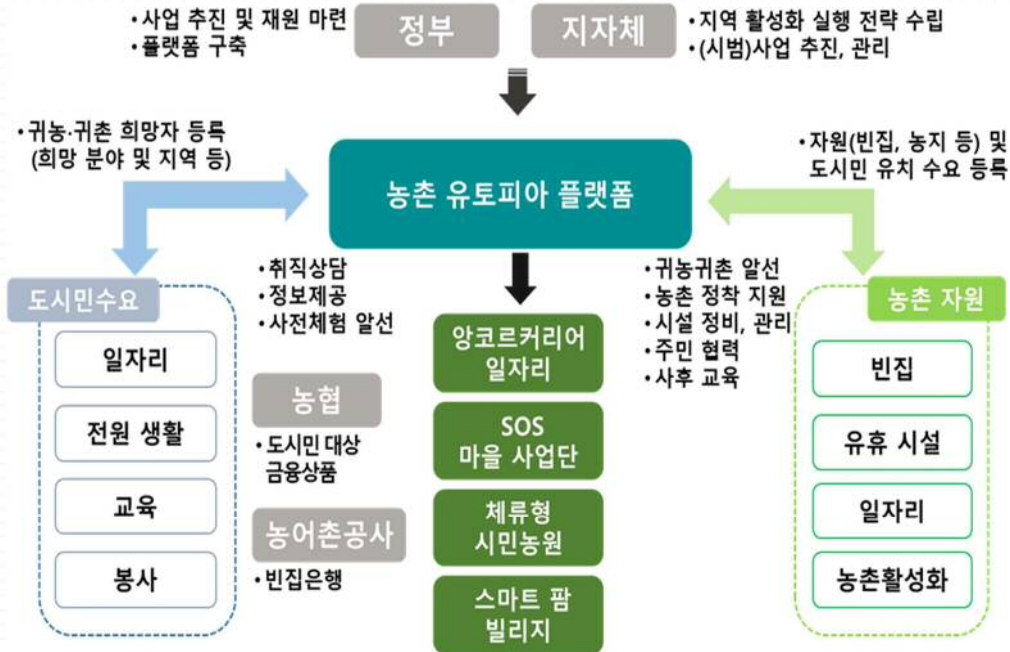 •사업 추진 및 재원 마련
•플랫폼 구축
정부
지자체
•지역 활성화 실행 전략 수립
•(시범)사업 추진, 관리
•귀농·귀촌 희망자 등록
(희망 분야 및 지역 등)
농촌 유토피아 플랫폼
•자원(빈집, 농지 등) 및
도시민 유치 수요 등록
•취직상담
•정보제공
•사전체험 알선
•귀농귀촌 알선
•농촌 정착 지원
•시설 정비, 관리
•주민 협력
•사후 교육
도시민수요
일자리
전원 생활
교육
봉사
농협
•도시민 대상
금융상품
농어촌공사
•빈집은행
앙코르커리어
일자리
SOS
마을 사업단
체류형
시민농원
스마트 팜
빌리지
농촌 자원
빈집
유휴 시설
일자리
농촌활성화